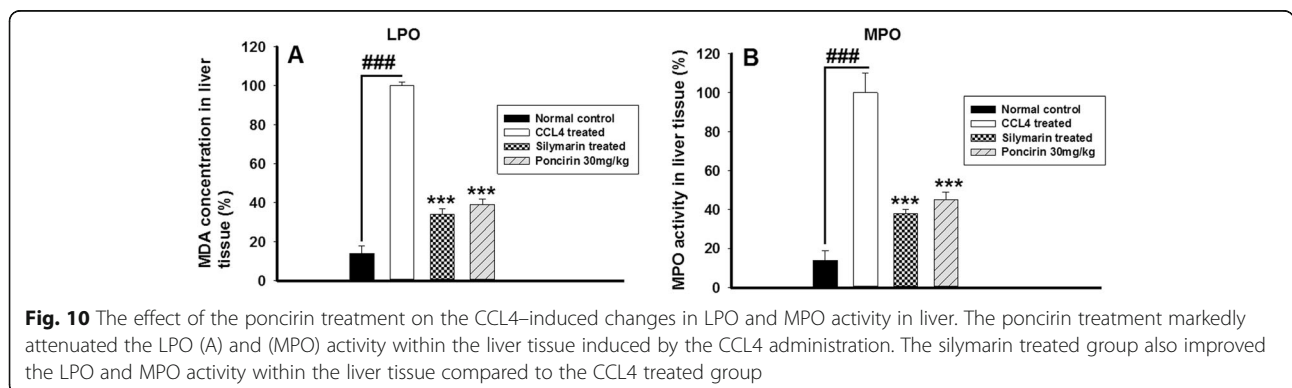 LPO
A
MDA concentration in liver
tissue (%)
120
100
80
60
40
20
0
###
***
***
Normal control
CCL4 treated
Silymarin treated
Poncirin 30mg/kg
MPO
B
MPO activity in liver tissue (%)
120
100
80
60
40
20
0
###
***
***
Normal control
CCL4 treated
Silymarin treated
Poncirin 30mg/kg
Fig. 10 The effect of the poncirin treatment on the CCL4–induced changes in LPO and MPO activity in liver. The poncirin treatment markedly
attenuated the LPO (A) and (MPO) activity within the liver tissue induced by the CCL4 administration. The silymarin treated group also improved
the LPO and MPO activity within the liver tissue compared to the CCL4 treated group